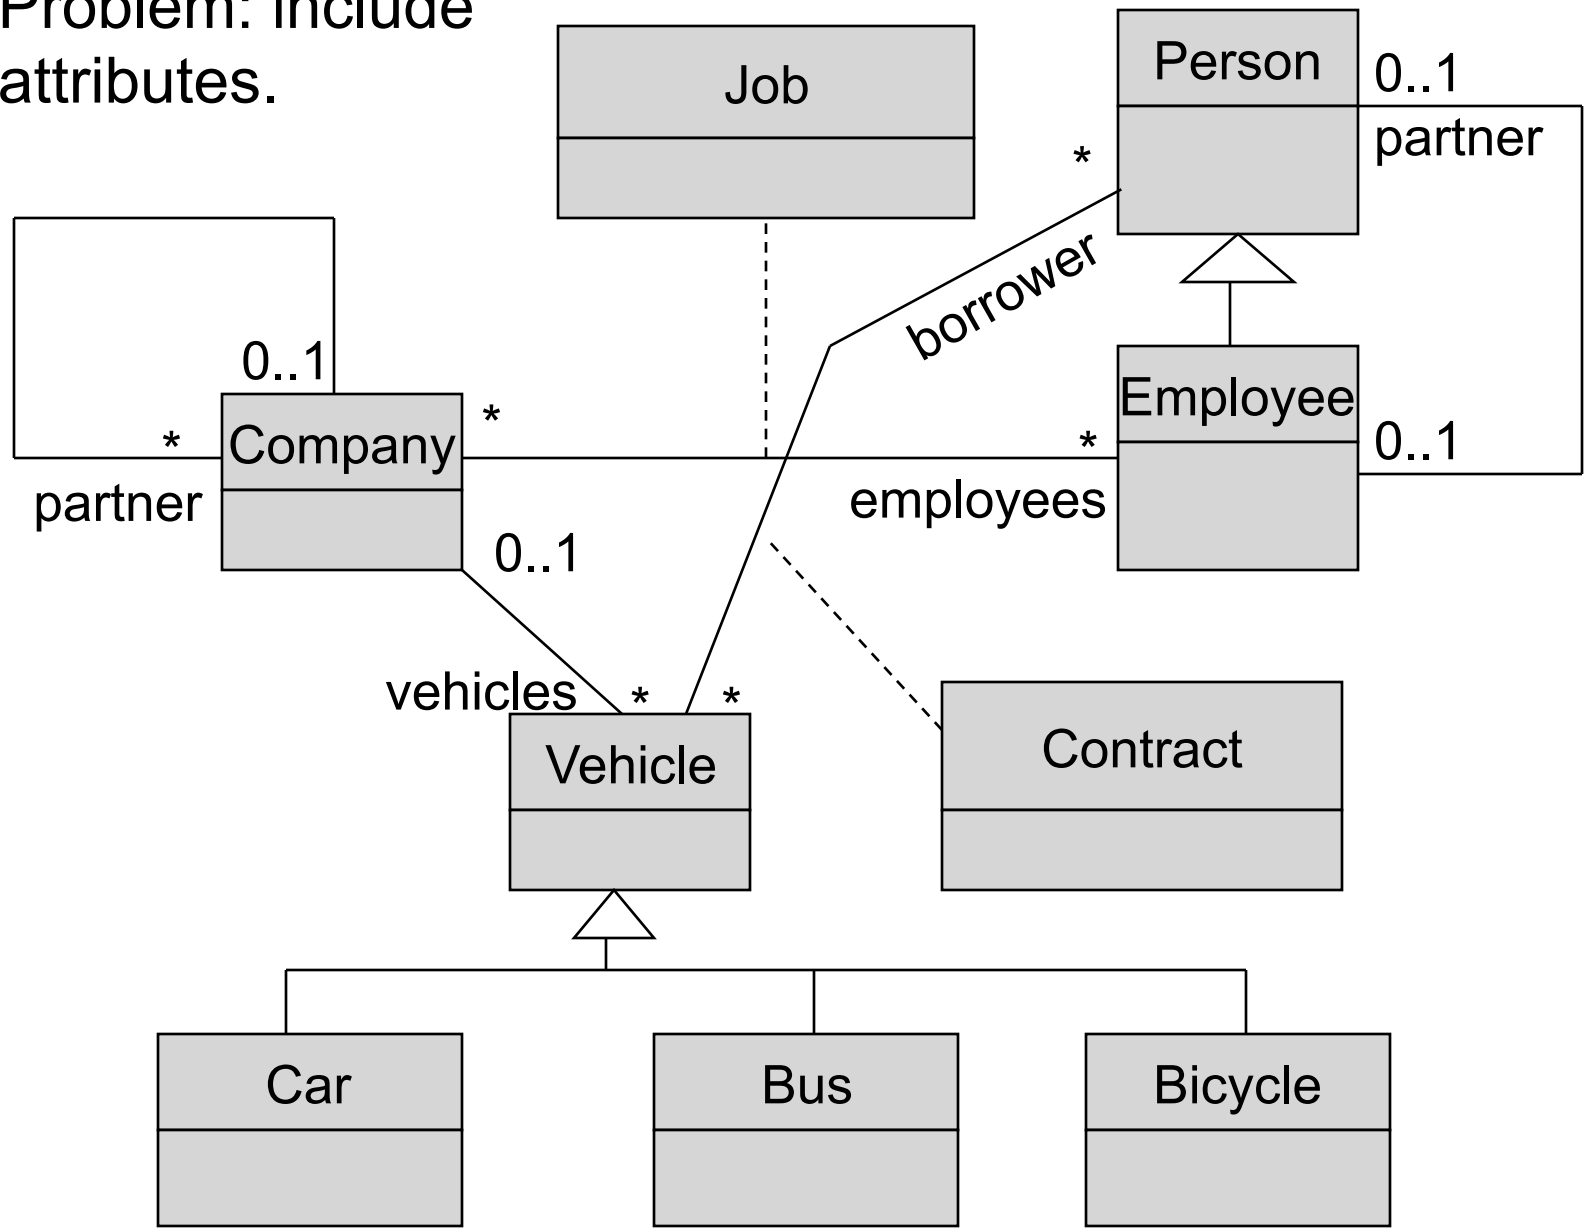 Problem: include
attributes.
Job
Person
0..1
partner
*
borrower
0..1
Employee
*
Company
*
*
0..1
partner
employees
0..1
vehicles
*
*
Vehicle
Contract
Car
Bus
Bicycle